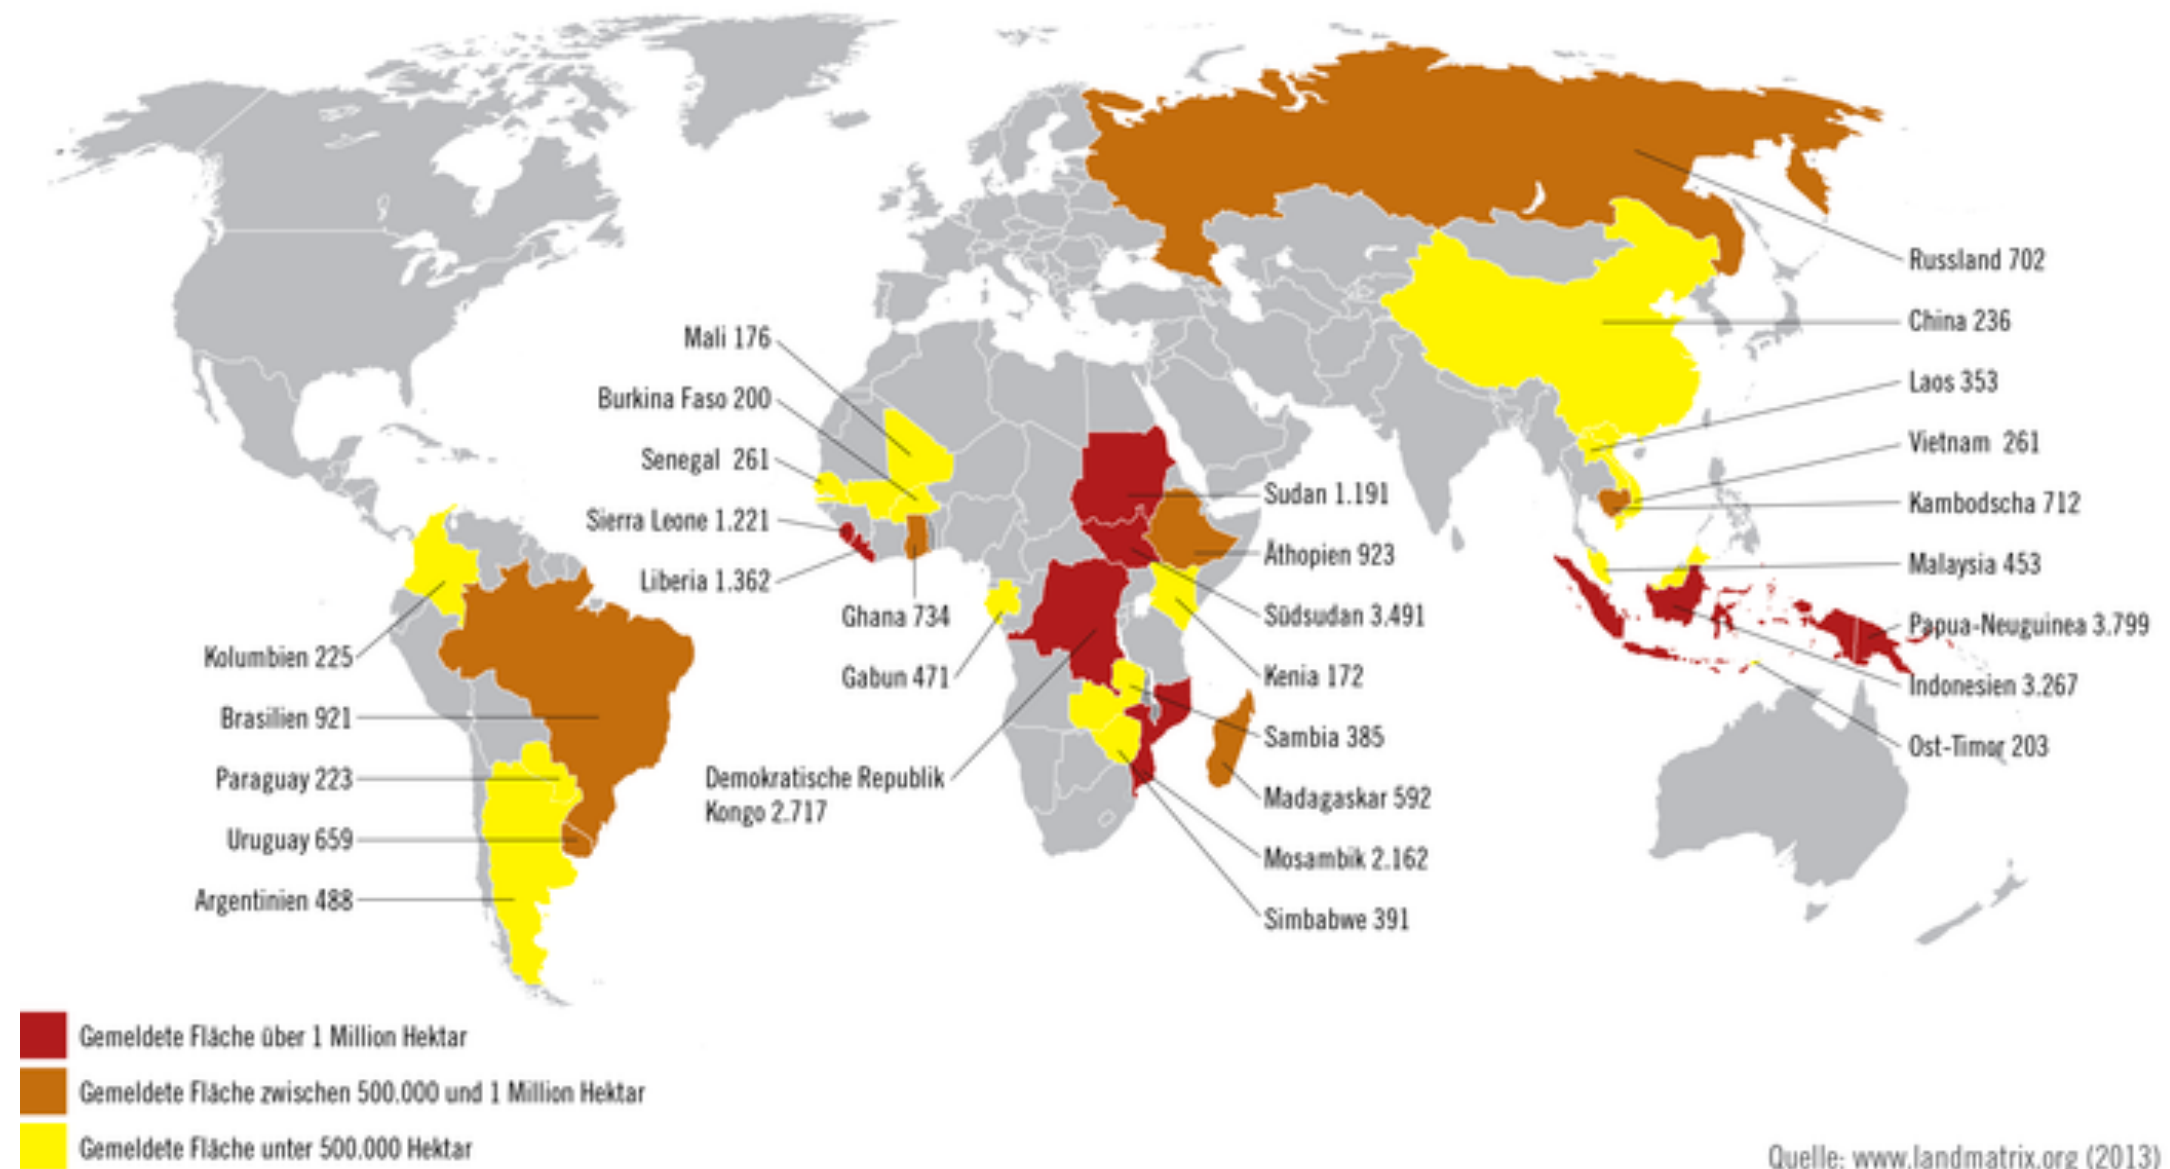 Russland 702
China 236
Mali 176
Laos 353
Burkina Faso 200
Vietnam 261
Senegal 261
Sudan 1.191
Kambodscha 712
Sierra Leone 1.221
Äthopien 923
Malaysia 453
Liberia 1.362
Ghana 734
Südsudan 3.491
Papua-Neuguinea 3.799
Kolumbien 225
Gabun 471
Kenia 172
Indonesien 3.267
Brasilien 921
Sambia 385
Ost-Timor 203
Paraguay 223
Demokratische Republik
Kongo 2.717
Madagaskar 592
Uruguay 659
Mosambik 2.162
Argentinien 488
Simbabwe 391
Gemeldete Fläche über 1 Million Hektar
Gemeldete Fläche zwischen 500.000 und 1 Million Hektar
Gemeldete Fläche unter 500.000 Hektar
Quelle: www.landmatrix.org (2013)